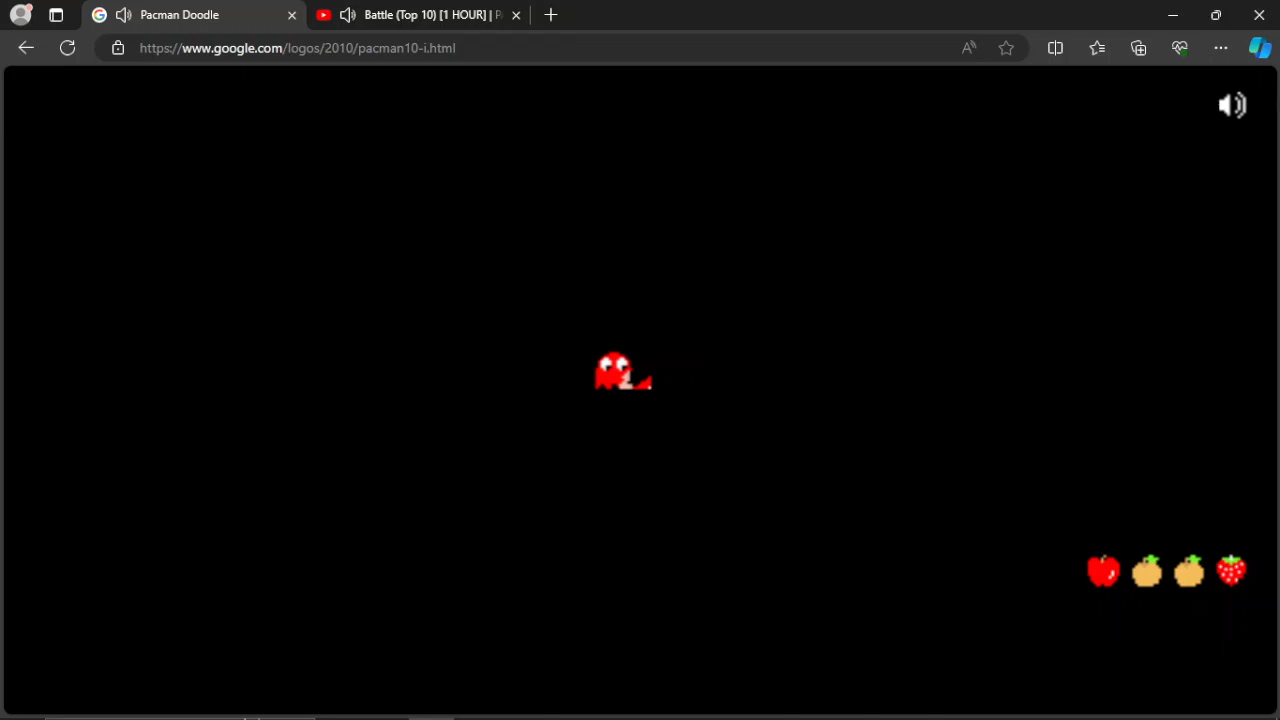 Pacman Doodle
Battle (Top 10) [1 HOUR] |
https://www.google.com/logos/2010/pacman10-i.html